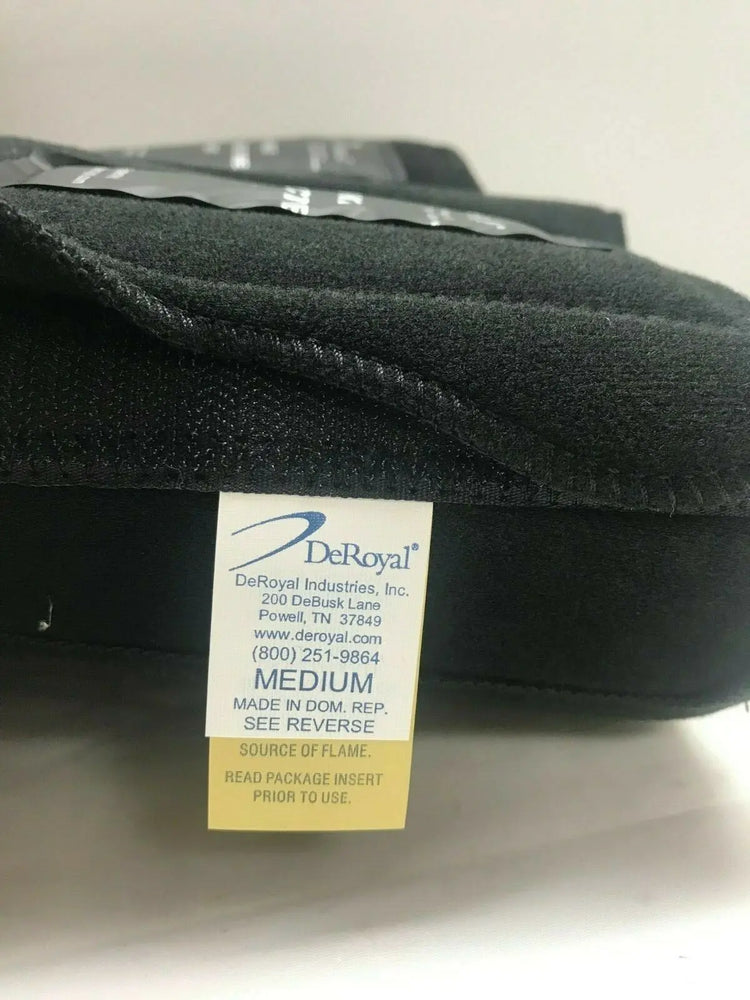 DeRoyal®
DeRoyal Industries, Inc.
200 DeBusk Lane
Powell, TN 37849
www.deroyal.com
(800) 251-9864
MEDIUM
MADE IN DOM. REP.
SEE REVERSE
SOURCE OF FLAME.
READ PACKAGE INSERT
PRIOR TO USE.